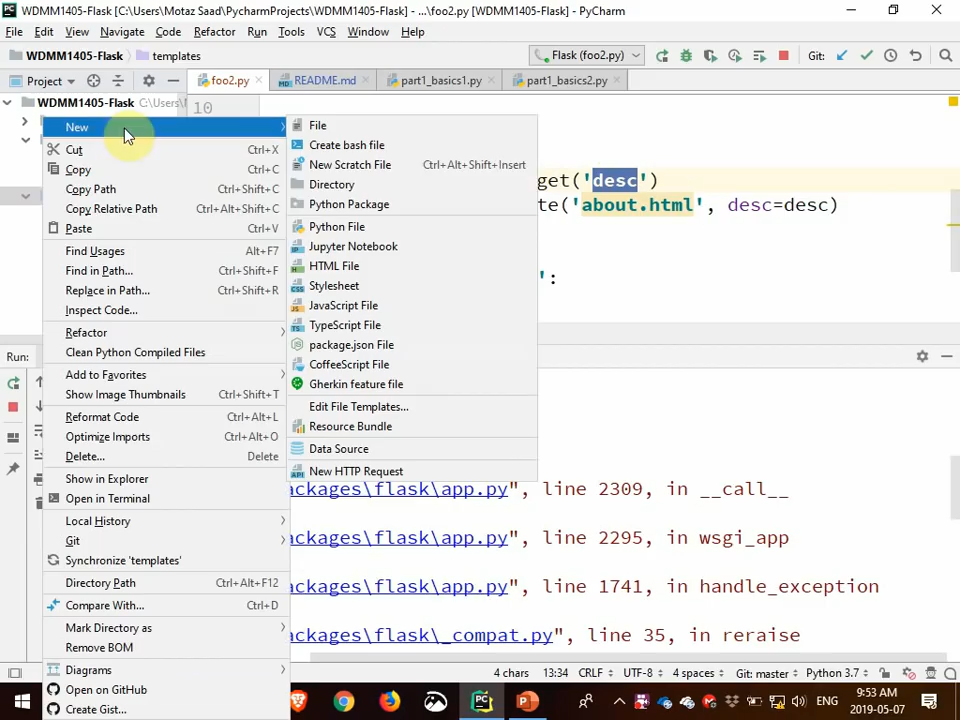 WDMM1405-Flask [C:\Users\Motaz Saad\PycharmProjects\WDMM1405-Flask] - ...\foo2.py [WDMM1405-Flask] - PyCharm
File Edit View Navigate Code Refactor Run Tools VCS Window Help
WDMM1405-Flask templates Flask (foo2.py) Git:
Project foo2.py README.md part1_basics1.py part1_basics2.py
WDMM1405-Flask C:\Users\
10
New
Cut Ctrl+X
Copy Ctrl+C
Copy Path Ctrl+Shift+C
Copy Relative Path Ctrl+Alt+Shift+C
Paste Ctrl+V
Find Usages Alt+F7
Find in Path... Ctrl+Shift+F
Replace in Path... Ctrl+Shift+R
Inspect Code...
Refactor
Clean Python Compiled Files
Add to Favorites
Show Image Thumbnails Ctrl+Shift+T
Reformat Code Ctrl+Alt+L
Optimize Imports Ctrl+Alt+O
Delete... Delete
Show in Explorer
Open in Terminal
Local History
Git
Synchronize 'templates'
Directory Path Ctrl+Alt+F12
Compare With... Ctrl+D
Mark Directory as
Remove BOM
Diagrams
Open on GitHub
Create Gist...
File
Create bash file
New Scratch File Ctrl+Alt+Shift+Insert
Directory
Python Package
Python File
Jupyter Notebook
HTML File
Stylesheet
JavaScript File
TypeScript File
package.json File
CoffeeScript File
Gherkin feature file
Edit File Templates...
Resource Bundle
Data Source
New HTTP Request
get('desc')
te('about.html', desc=desc)
':
Run:
ackages\flask\app.py", line 2309, in __call__
ackages\flask\app.py", line 2295, in wsgi_app
ackages\flask\app.py", line 1741, in handle_exception
ackages\flask\_compat.py", line 35, in reraise
4 chars 13:34 CRLF UTF-8 4 spaces Git: master Python 3.7
ENG 9:53 AM
2019-05-07